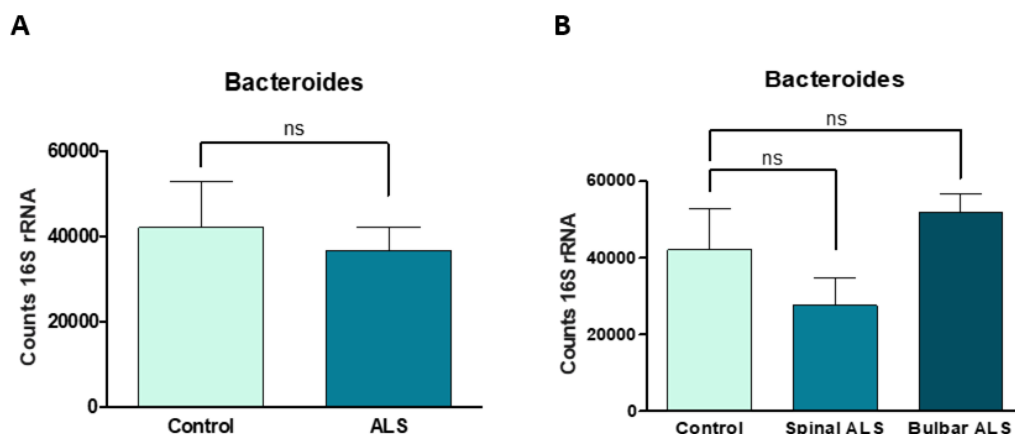 A
Bacteroides
ns
60000
40000
20000
0
Counts 16S rRNA
Control
ALS
B
Bacteroides
ns
ns
60000
40000
20000
0
Counts 16S rRNA
Control
Spinal ALS
Bulbar ALS